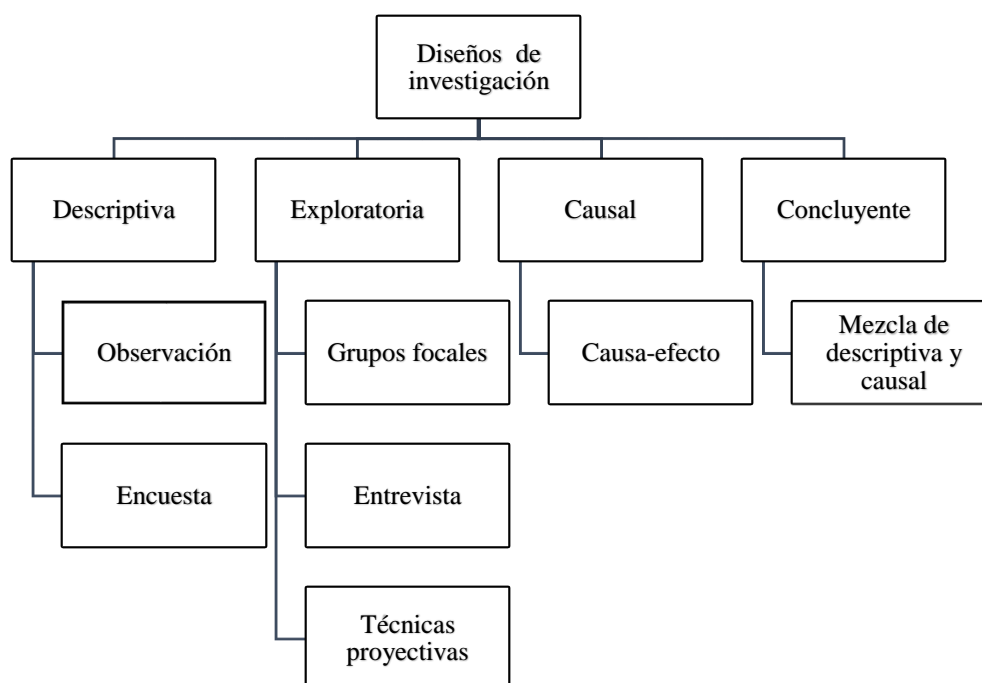 Diseños de
investigación
Descriptiva
Exploratoria
Causal
Concluyente
Observación
Grupos focales
Causa-efecto
Mezcla de
descriptiva y
causal
Encuesta
Entrevista
Técnicas
proyectivas